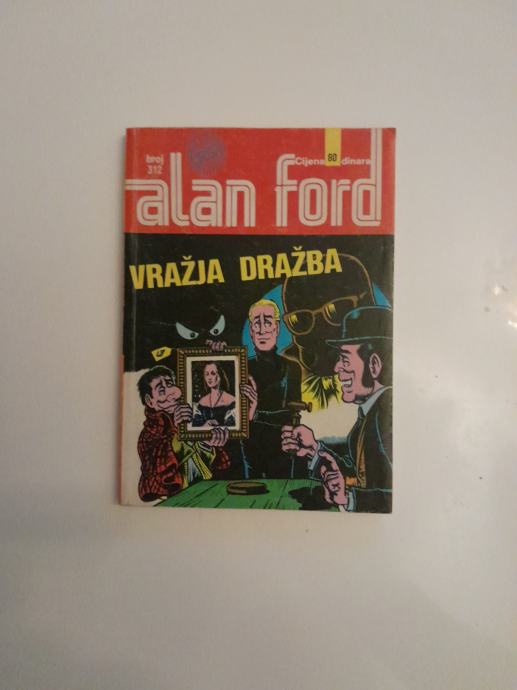 broj
312
Cijena 80 dinara
alan ford
VRAŽJA DRAŽBA